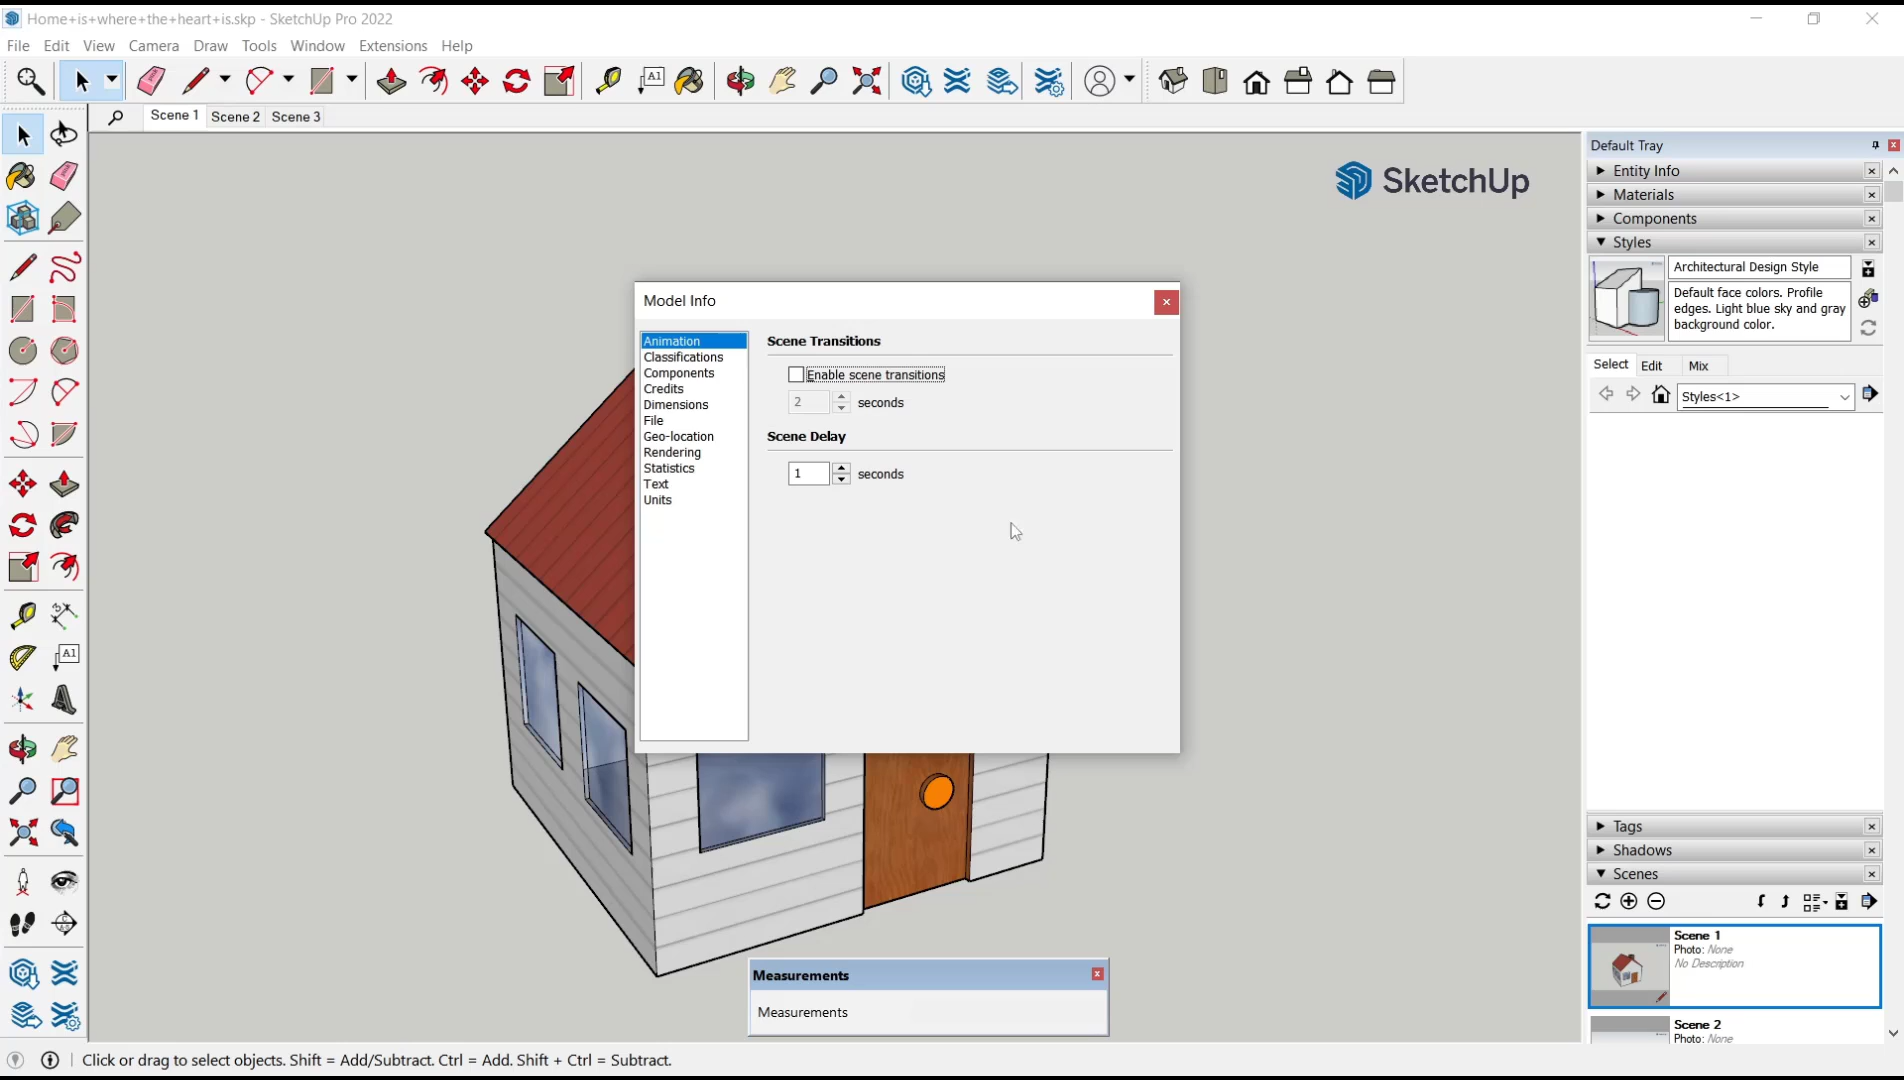 Home+is+where+the+heart+is.skp - SketchUp Pro 2022
File Edit View Camera Draw Tools Window Extensions Help
A1
Scene 1 Scene 2 Scene 3
SketchUp
Default Tray
Entity Info
Materials
Components
Styles
Architectural Design Style
Default face colors. Profile
edges. Light blue sky and gray
background color.
Select Edit Mix
Styles<1>
Model Info
Animation
Classifications
Components
Credits
Dimensions
File
Geo-location
Rendering
Statistics
Text
Units
Scene Transitions
Enable scene transitions
2 seconds
Scene Delay
1 seconds
A1
Tags
Shadows
Scenes
Scene 1
Photo: None
No Description
Scene 2
Photo: None
Measurements
Measurements
Click or drag to select objects. Shift = Add/Subtract. Ctrl = Add. Shift + Ctrl = Subtract.